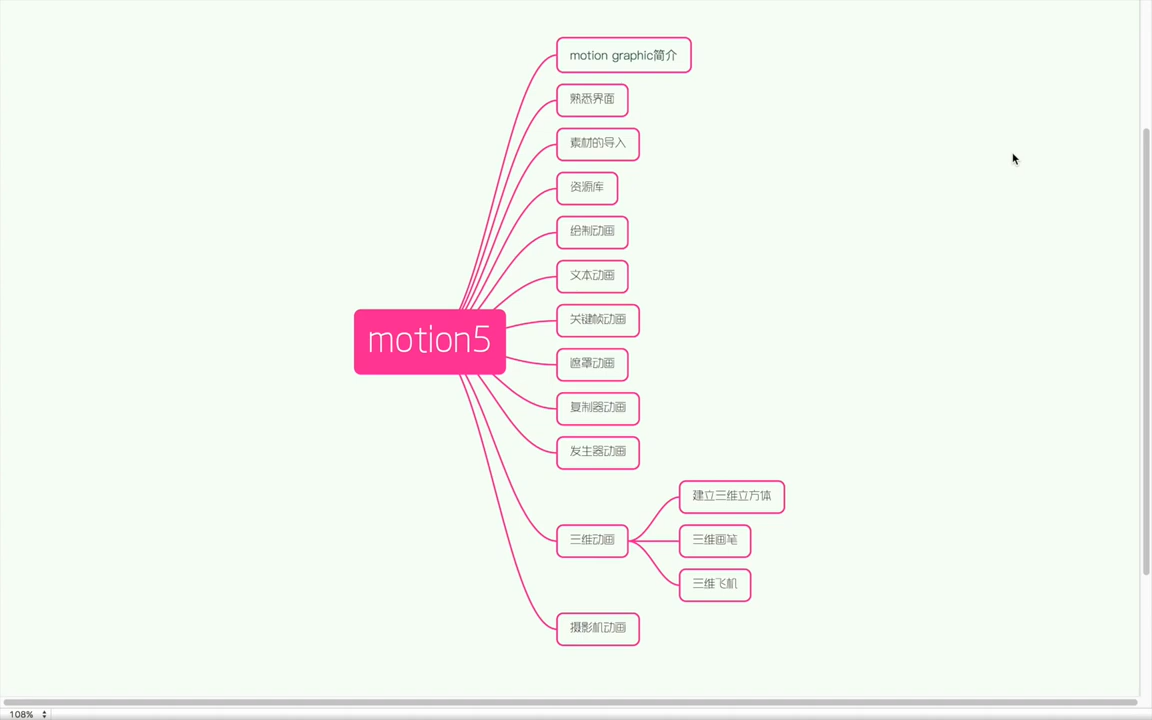 motion graphic简介
熟悉界面
素材的导入
资源库
绘制动画
文本动画
关键帧动画
motion5
遮罩动画
复制器动画
发生器动画
建立三维立方体
三维动画
三维画笔
三维飞机
摄影机动画
108%